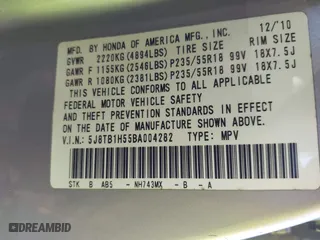 MFD. BY HONDA OF AMERICA MFG., INC. 12/10
GVWR 2220KG (4894LBS) TIRE SIZE RIM SIZE
GAWR F 1155KG (2546LBS) P235/55R18 99V 18X7.5J
GAWR R 1080KG (2381LBS) P235/55R18 99V 18X7.5J
THIS VEHICLE CONFORMS TO ALL APPLICABLE
FEDERAL MOTOR VEHICLE SAFETY AND THEFT
PREVENTION STANDARDS IN EFFECT ON THE
DATE OF MANUFACTURE SHOWN ABOVE.
V.I.N.: 5J8TB1H55BA004282 TYPE: MPV
STK B AB5 - NH743MX - B - A
DREAMBID
DREAMBID.COM